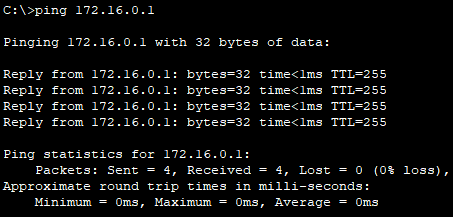 C:\>ping 172.16.0.1
Pinging 172.16.0.1 with 32 bytes of data:
Reply from 172.16.0.1: bytes=32 time<1ms TTL=255
Reply from 172.16.0.1: bytes=32 time<1ms TTL=255
Reply from 172.16.0.1: bytes=32 time<1ms TTL=255
Reply from 172.16.0.1: bytes=32 time<1ms TTL=255
Ping statistics for 172.16.0.1:
    Packets: Sent = 4, Received = 4, Lost = 0 (0% loss),
Approximate round trip times in milli-seconds:
    Minimum = 0ms, Maximum = 0ms, Average = 0ms